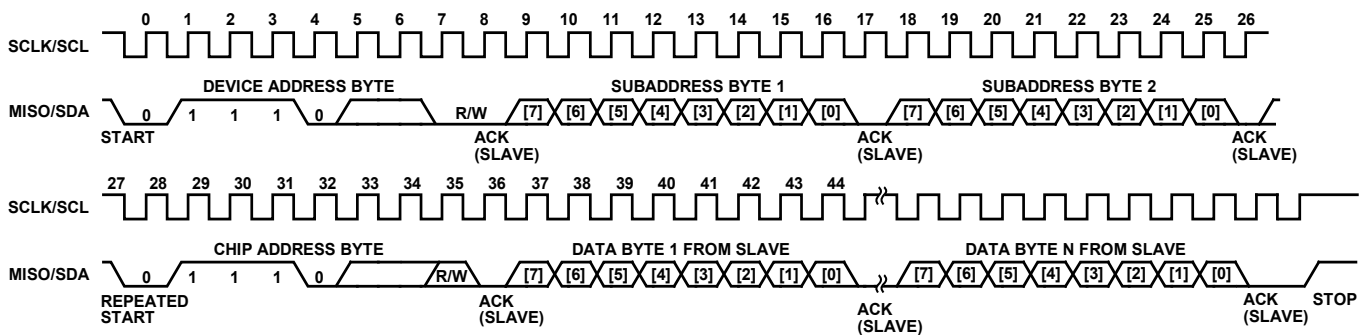 0 1 2 3 4 5 6 7 8 9 10 11 12 13 14 15 16 17 18 19 20 21 22 23 24 25 26
SCLK/SCL
DEVICE ADDRESS BYTE SUBADDRESS BYTE 1 SUBADDRESS BYTE 2
MISO/SDA 0 1 1 1 0 R/W [7] [6] [5] [4] [3] [2] [1] [0] [7] [6] [5] [4] [3] [2] [1] [0]
START ACK ACK ACK
(SLAVE) (SLAVE) (SLAVE)
27 28 29 30 31 32 33 34 35 36 37 38 39 40 41 42 43 44
SCLK/SCL
CHIP ADDRESS BYTE DATA BYTE 1 FROM SLAVE DATA BYTE N FROM SLAVE
MISO/SDA 0 1 1 1 0 R/W [7] [6] [5] [4] [3] [2] [1] [0] [7] [6] [5] [4] [3] [2] [1] [0]
REPEATED ACK ACK ACK STOP
START (SLAVE) (SLAVE) (SLAVE)